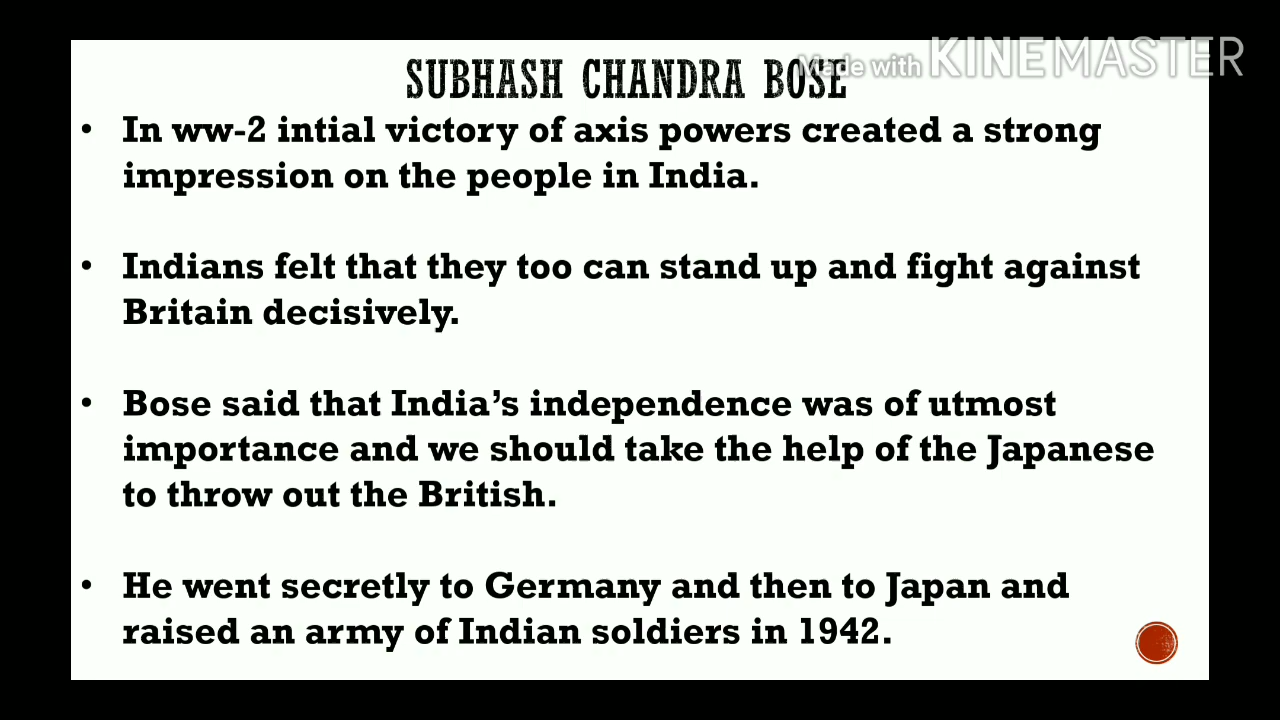 Made with KINEMASTER
SUBHASH CHANDRA BOSE
• In ww-2 intial victory of axis powers created a strong
impression on the people in India.
• Indians felt that they too can stand up and fight against
Britain decisively.
• Bose said that India's independence was of utmost
importance and we should take the help of the Japanese
to throw out the British.
• He went secretly to Germany and then to Japan and
raised an army of Indian soldiers in 1942.